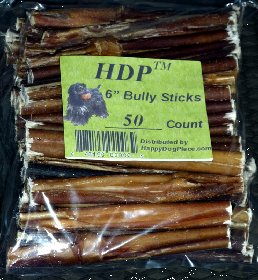 HDP™
6" Bully Sticks
50 Count
Distributed by
HappyDogPlace.com